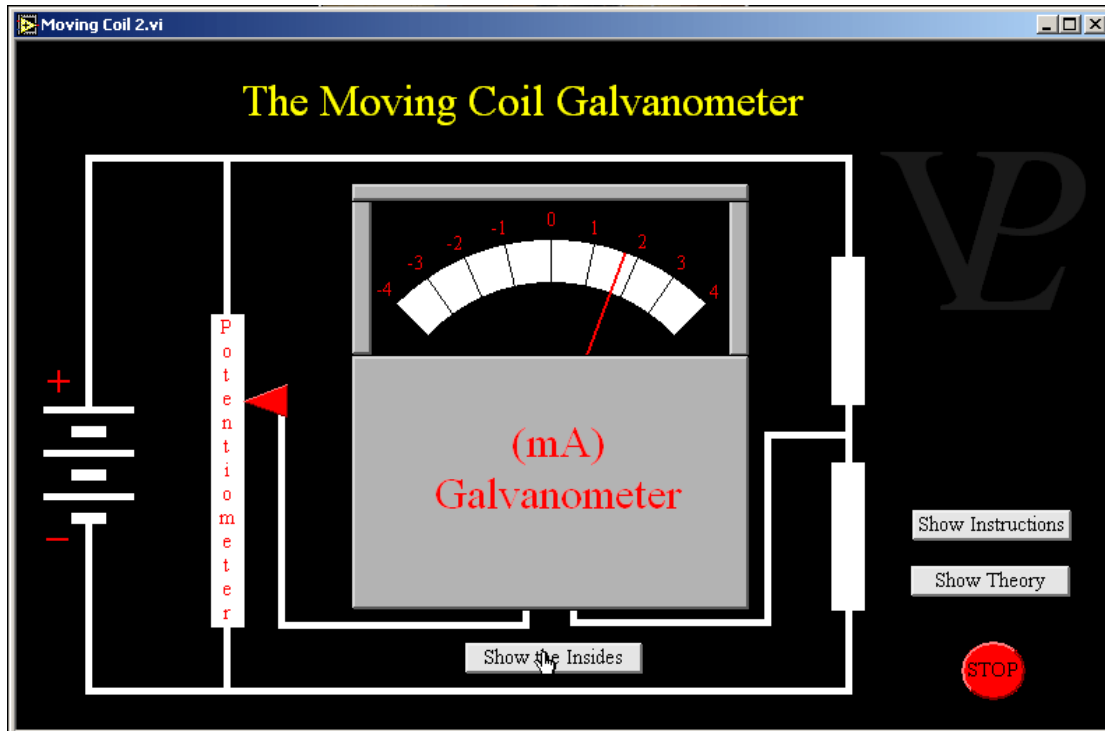 Moving Coil 2.vi
The Moving Coil Galvanometer
-4 -3 -2 -1 0 1 2 3 4
+
Potentiometer
−
(mA)
Galvanometer
Show Instructions
Show Theory
Show the Insides
STOP
VPL